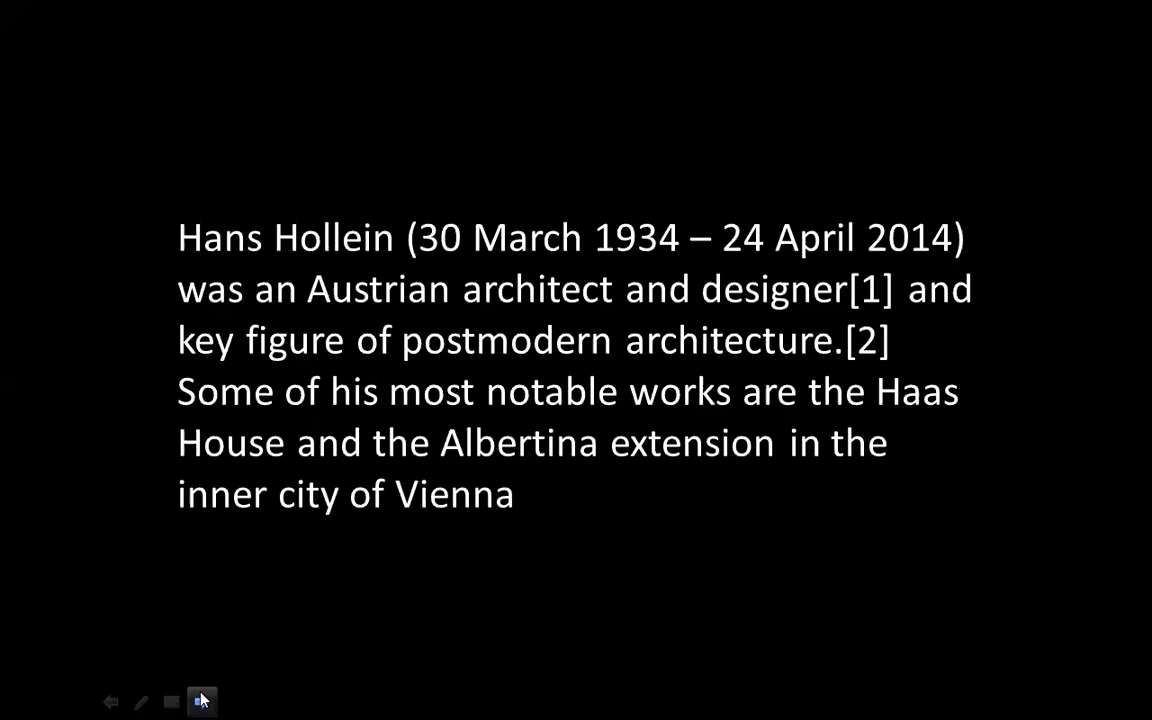 Hans Hollein (30 March 1934 – 24 April 2014)
was an Austrian architect and designer[1] and
key figure of postmodern architecture.[2]
Some of his most notable works are the Haas
House and the Albertina extension in the
inner city of Vienna